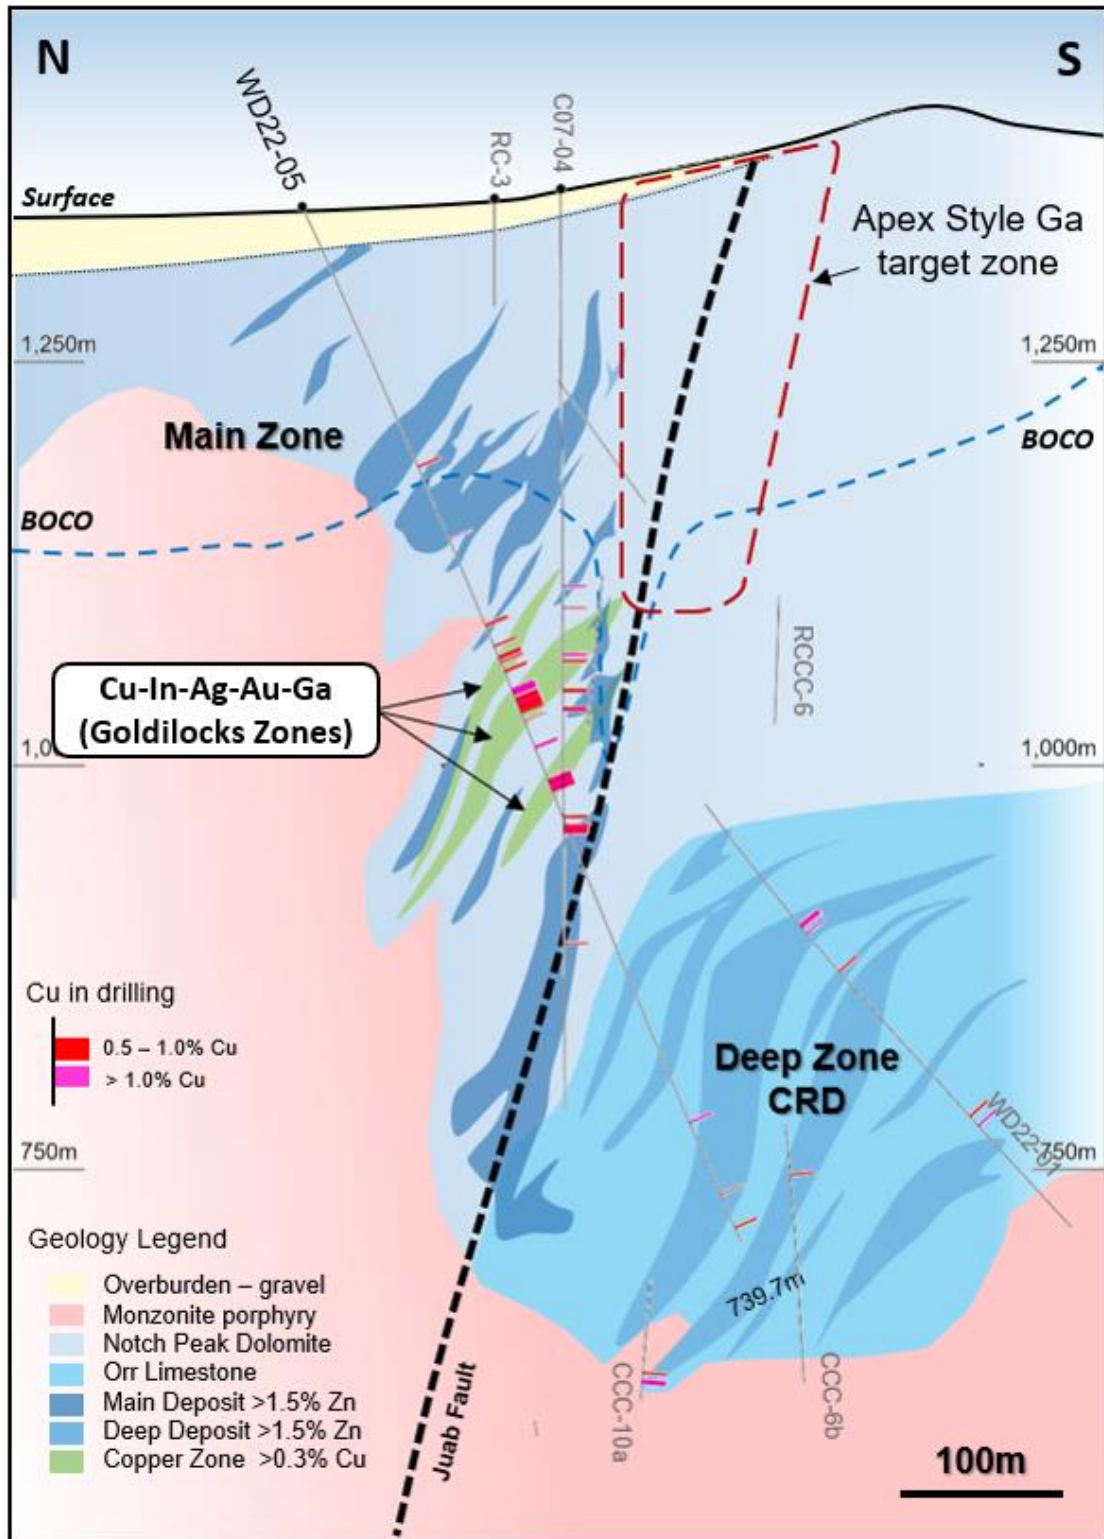 N
S
WD22-05
RC-3
C07-04
Surface
Apex Style Ga
target zone
1,250m
1,250m
Main Zone
BOCO
BOCO
RCCC-6
Cu-In-Ag-Au-Ga
(Goldilocks Zones)
1,000m
Cu in drilling
0.5 – 1.0% Cu
> 1.0% Cu
Deep Zone
CRD
WD22-01
750m
750m
Geology Legend
Overburden – gravel
Monzonite porphyry
Notch Peak Dolomite
Orr Limestone
Main Deposit >1.5% Zn
Deep Deposit >1.5% Zn
Copper Zone >0.3% Cu
739.7m
Juab Fault
CCC-10a
CCC-6b
100m